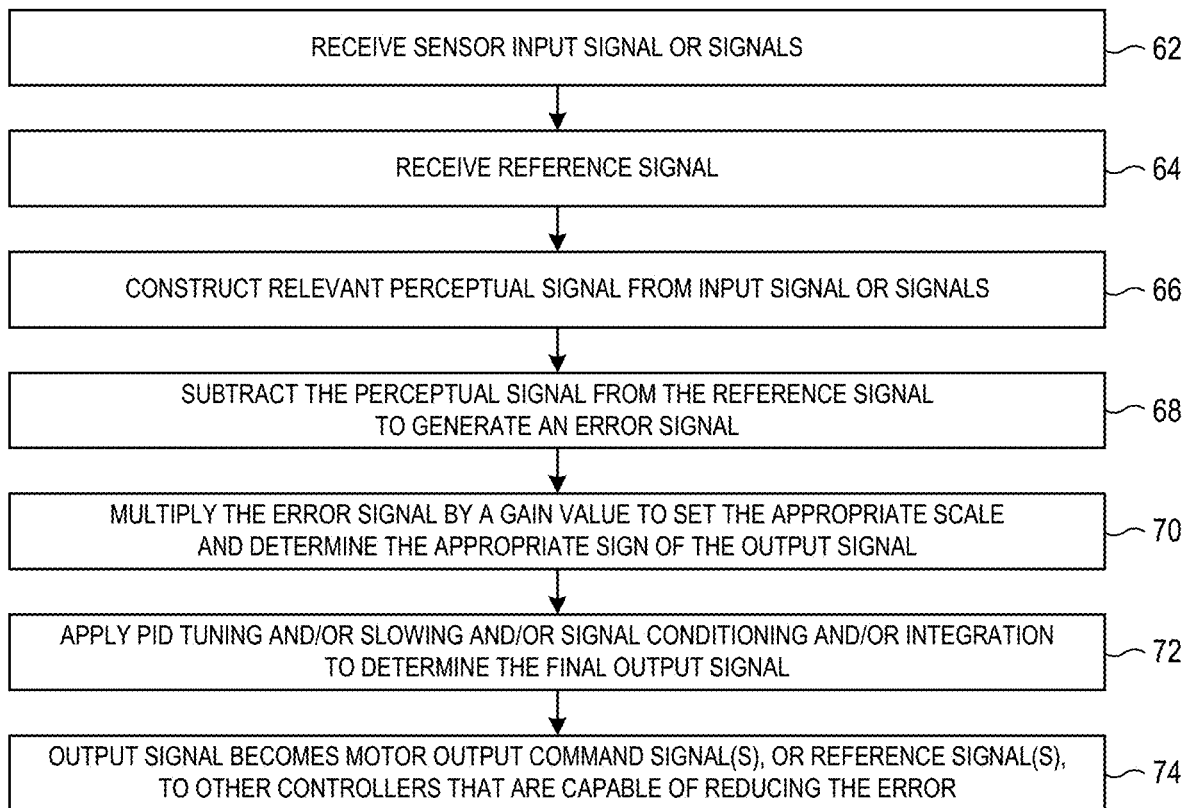 RECEIVE SENSOR INPUT SIGNAL OR SIGNALS
62
RECEIVE REFERENCE SIGNAL
64
CONSTRUCT RELEVANT PERCEPTUAL SIGNAL FROM INPUT SIGNAL OR SIGNALS
66
SUBTRACT THE PERCEPTUAL SIGNAL FROM THE REFERENCE SIGNAL
TO GENERATE AN ERROR SIGNAL
68
MULTIPLY THE ERROR SIGNAL BY A GAIN VALUE TO SET THE APPROPRIATE SCALE
AND DETERMINE THE APPROPRIATE SIGN OF THE OUTPUT SIGNAL
70
APPLY PID TUNING AND/OR SLOWING AND/OR SIGNAL CONDITIONING AND/OR INTEGRATION
TO DETERMINE THE FINAL OUTPUT SIGNAL
72
OUTPUT SIGNAL BECOMES MOTOR OUTPUT COMMAND SIGNAL(S), OR REFERENCE SIGNAL(S),
TO OTHER CONTROLLERS THAT ARE CAPABLE OF REDUCING THE ERROR
74